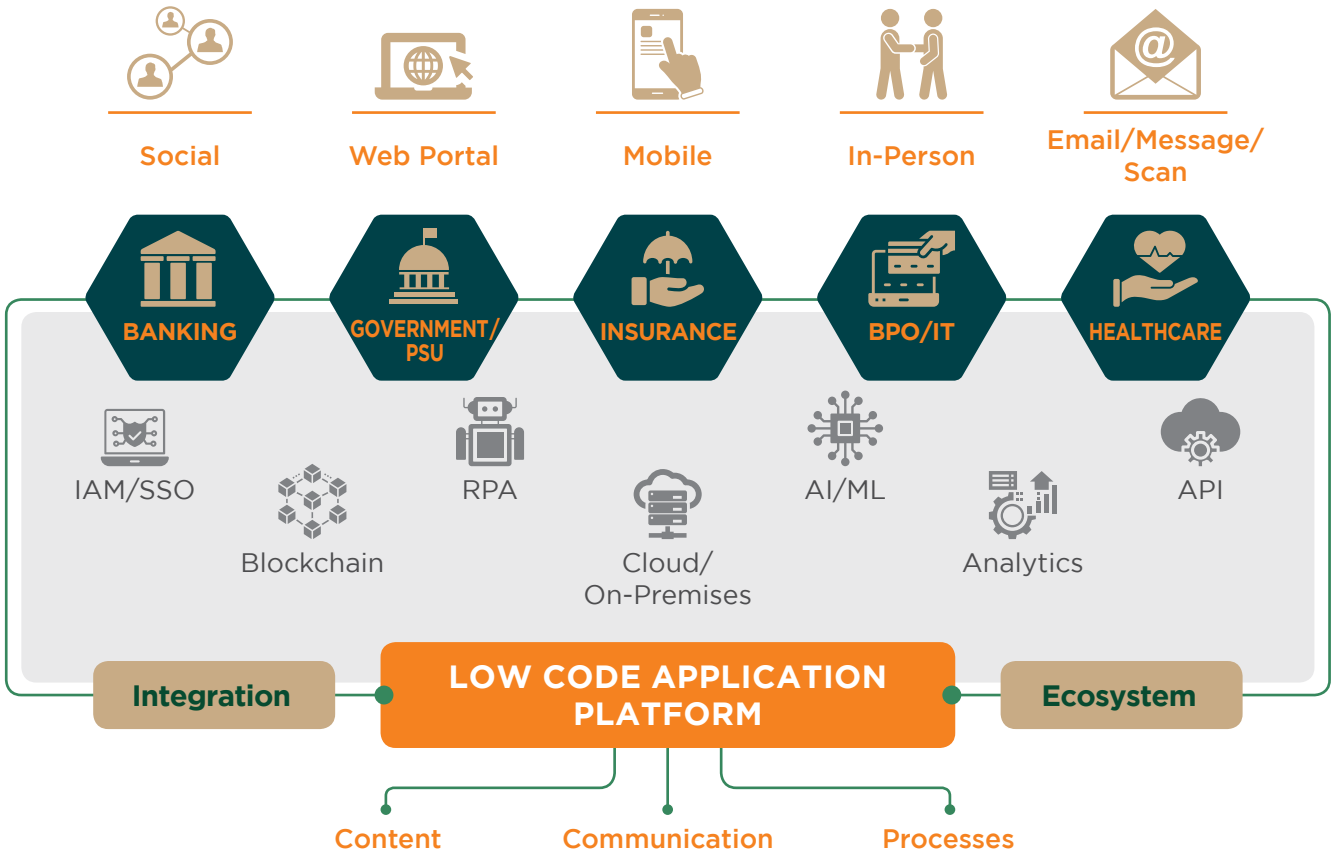 Social
Web Portal
Mobile
In-Person
Email/Message/
Scan
BANKING
GOVERNMENT/
PSU
INSURANCE
BPO/IT
HEALTHCARE
IAM/SSO
RPA
AI/ML
API
Blockchain
Cloud/
On-Premises
Analytics
Integration
LOW CODE APPLICATION
PLATFORM
Ecosystem
Content
Communication
Processes